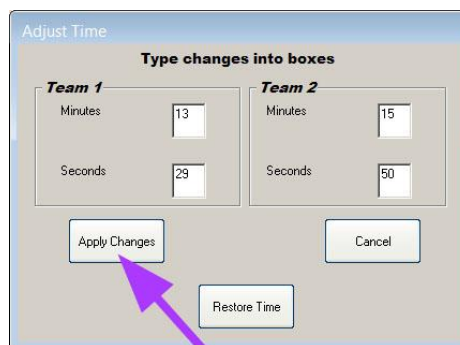 Adjust Time
Type changes into boxes
Team 1
Minutes 13
Seconds 29
Team 2
Minutes 15
Seconds 50
Apply Changes
Cancel
Restore Time